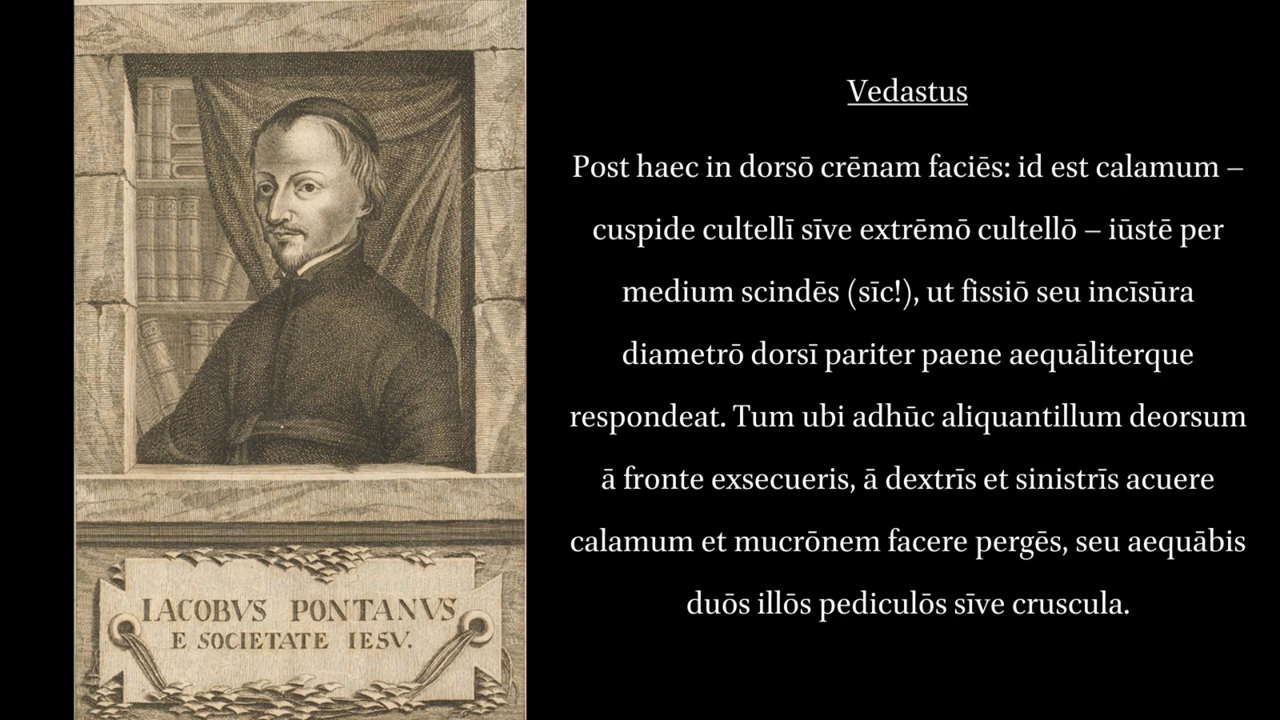 Vedastus
Post haec in dorsō crēnam faciēs: id est calamum –
cuspide cultellī sīve extrēmō cultellō – iūstē per
medium scindēs (sīc!), ut fissiō seu incīsūra
diametrō dorsī pariter paene aequāliterque
respondeat. Tum ubi adhūc aliquantillum deorsum
ā fronte exsecueris, ā dextrīs et sinistrīs acuere
calamum et mucrōnem facere pergēs, seu aequābis
duōs illōs pediculōs sīve cruscula.
IACOBVS PONTANVS
E SOCIETATE IESV.